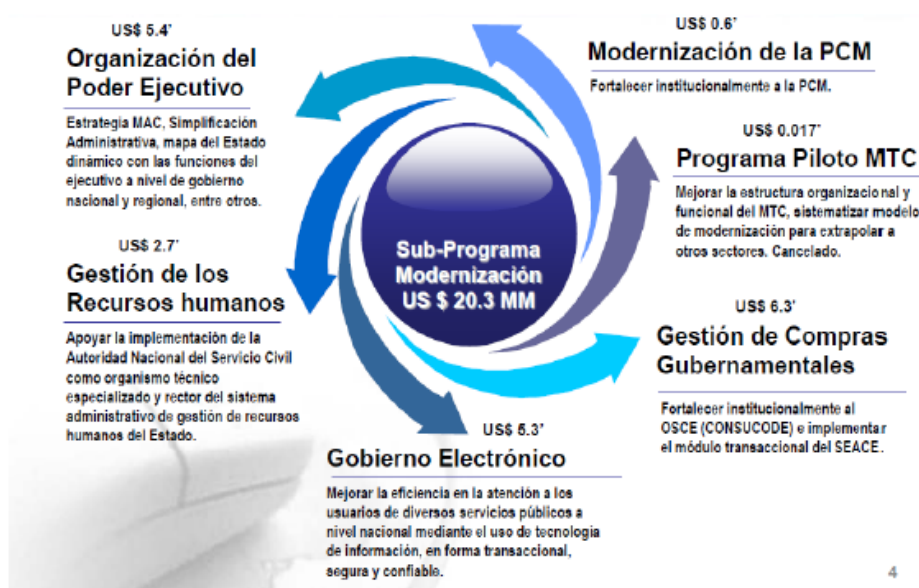 US$ 5.4'
Organización del
Poder Ejecutivo
Estrategia MAC, Simplificación
Administrativa, mapa del Estado
dinámico con las funciones del
ejecutivo a nivel de gobierno
nacional y regional, entre otros.
US$ 2.7'
Gestión de los
Recursos humanos
Apoyar la implementación de la
Autoridad Nacional del Servicio Civil
como organismo técnico
especializado y rector del sistema
administrativo de gestión de recursos
humanos del Estado.
Sub-Programa
Modernización
US $ 20.3 MM
US$ 0.6'
Modernización de la PCM
Fortalecer institucionalmente a la PCM.
US$ 0.017'
Programa Piloto MTC
Mejorar la estructura organizacional y
funcional del MTC, sistematizar modelo
de modernización para extrapolar a
otros sectores. Cancelado.
US$ 6.3'
Gestión de Compras
Gubernamentales
Fortalecer institucionalmente al
OSCE (CONSUCODE) e implementar
el módulo transaccional del SEACE.
US$ 5.3'
Gobierno Electrónico
Mejorar la eficiencia en la atención a los
usuarios de diversos servicios públicos a
nivel nacional mediante el uso de tecnología
de información, en forma transaccional,
segura y confiable.
4